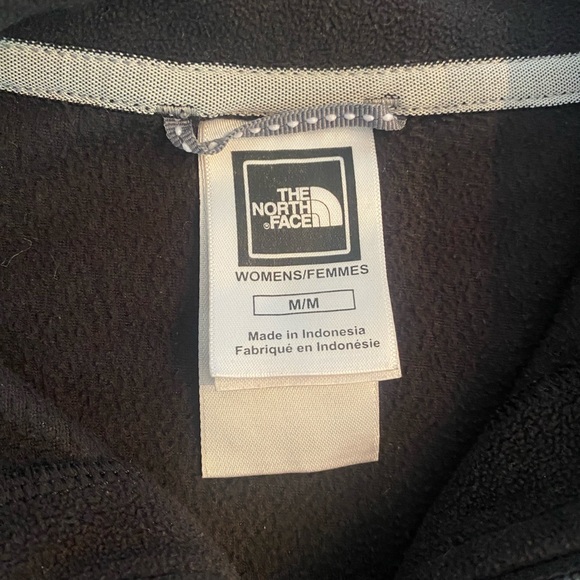 THE
NORTH
®FACE
WOMENS/FEMMES
M/M
Made in Indonesia
Fabriqué en Indonésie